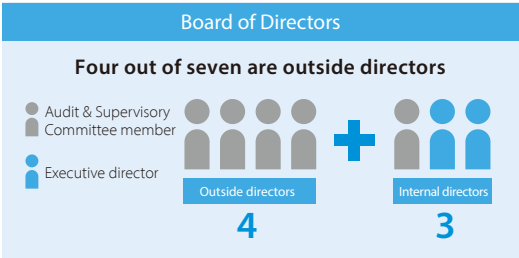 Board of Directors
Four out of seven are outside directors
Audit & Supervisory
Committee member
Executive director
Outside directors
4
Internal directors
3